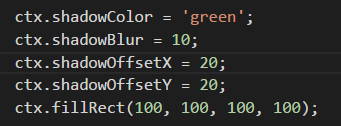 ctx.shadowColor = 'green';
ctx.shadowBlur = 10;
ctx.shadowOffsetX = 20;
ctx.shadowOffsetY = 20;
ctx.fillRect(100, 100, 100, 100);